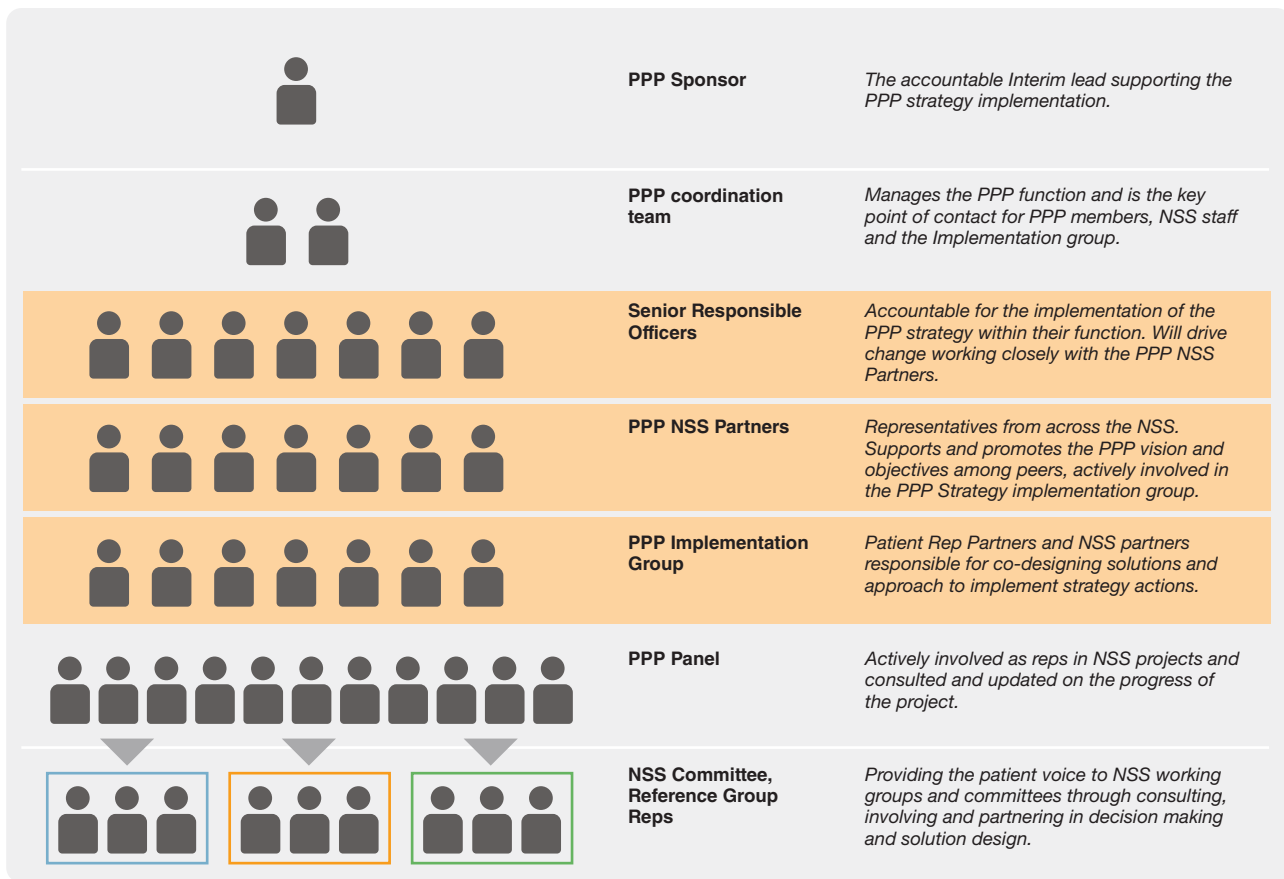 PPP Sponsor
The accountable Interim lead supporting the
PPP strategy implementation.
PPP coordination
team
Manages the PPP function and is the key
point of contact for PPP members, NSS staff
and the Implementation group.
Senior Responsible
Officers
Accountable for the implementation of the
PPP strategy within their function. Will drive
change working closely with the PPP NSS
Partners.
PPP NSS Partners
Representatives from across the NSS.
Supports and promotes the PPP vision and
objectives among peers, actively involved in
the PPP Strategy implementation group.
PPP Implementation
Group
Patient Rep Partners and NSS partners
responsible for co-designing solutions and
approach to implement strategy actions.
PPP Panel
Actively involved as reps in NSS projects and
consulted and updated on the progress of
the project.
NSS Committee,
Reference Group
Reps
Providing the patient voice to NSS working
groups and committees through consulting,
involving and partnering in decision making
and solution design.